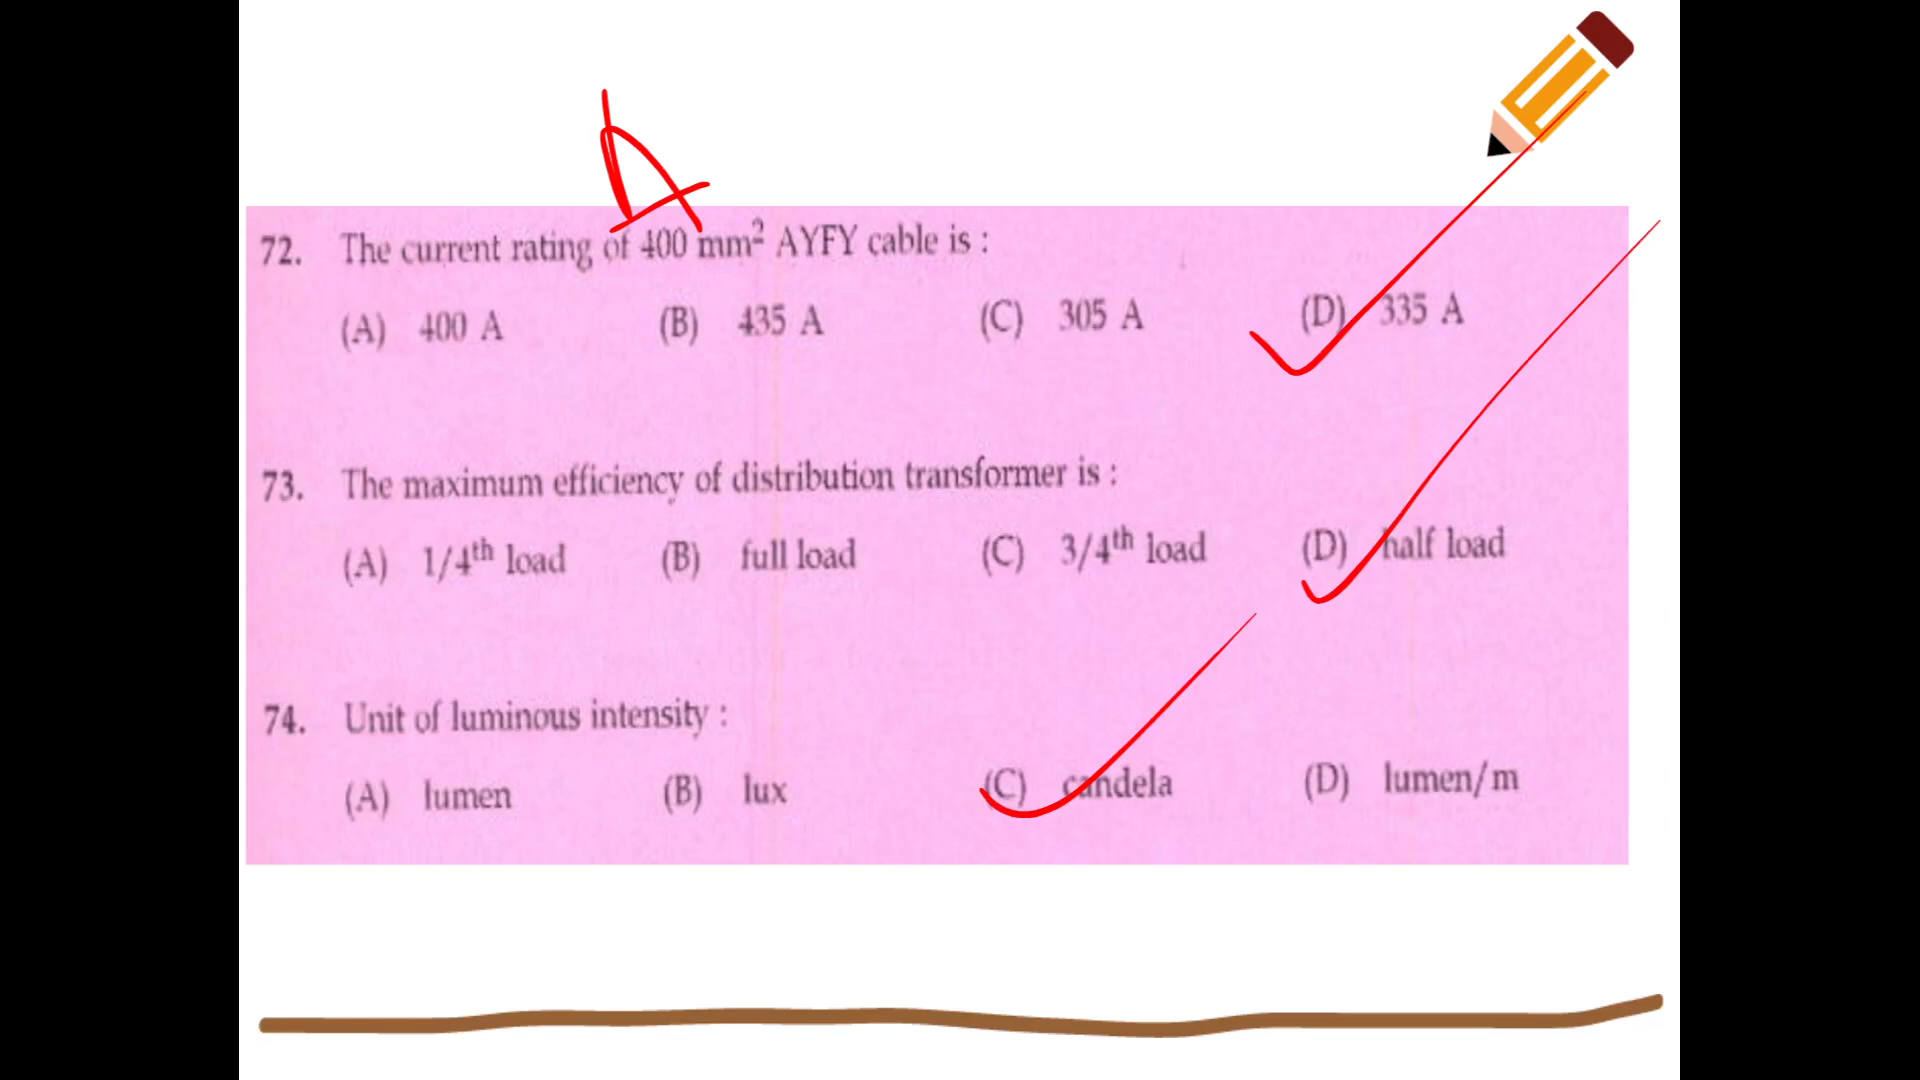 A
72. The current rating of 400 mm² AYFY cable is :
(A) 400 A (B) 435 A (C) 305 A (D) 335 A
73. The maximum efficiency of distribution transformer is :
(A) 1/4th load (B) full load (C) 3/4th load (D) half load
74. Unit of luminous intensity :
(A) lumen (B) lux (C) candela (D) lumen/m